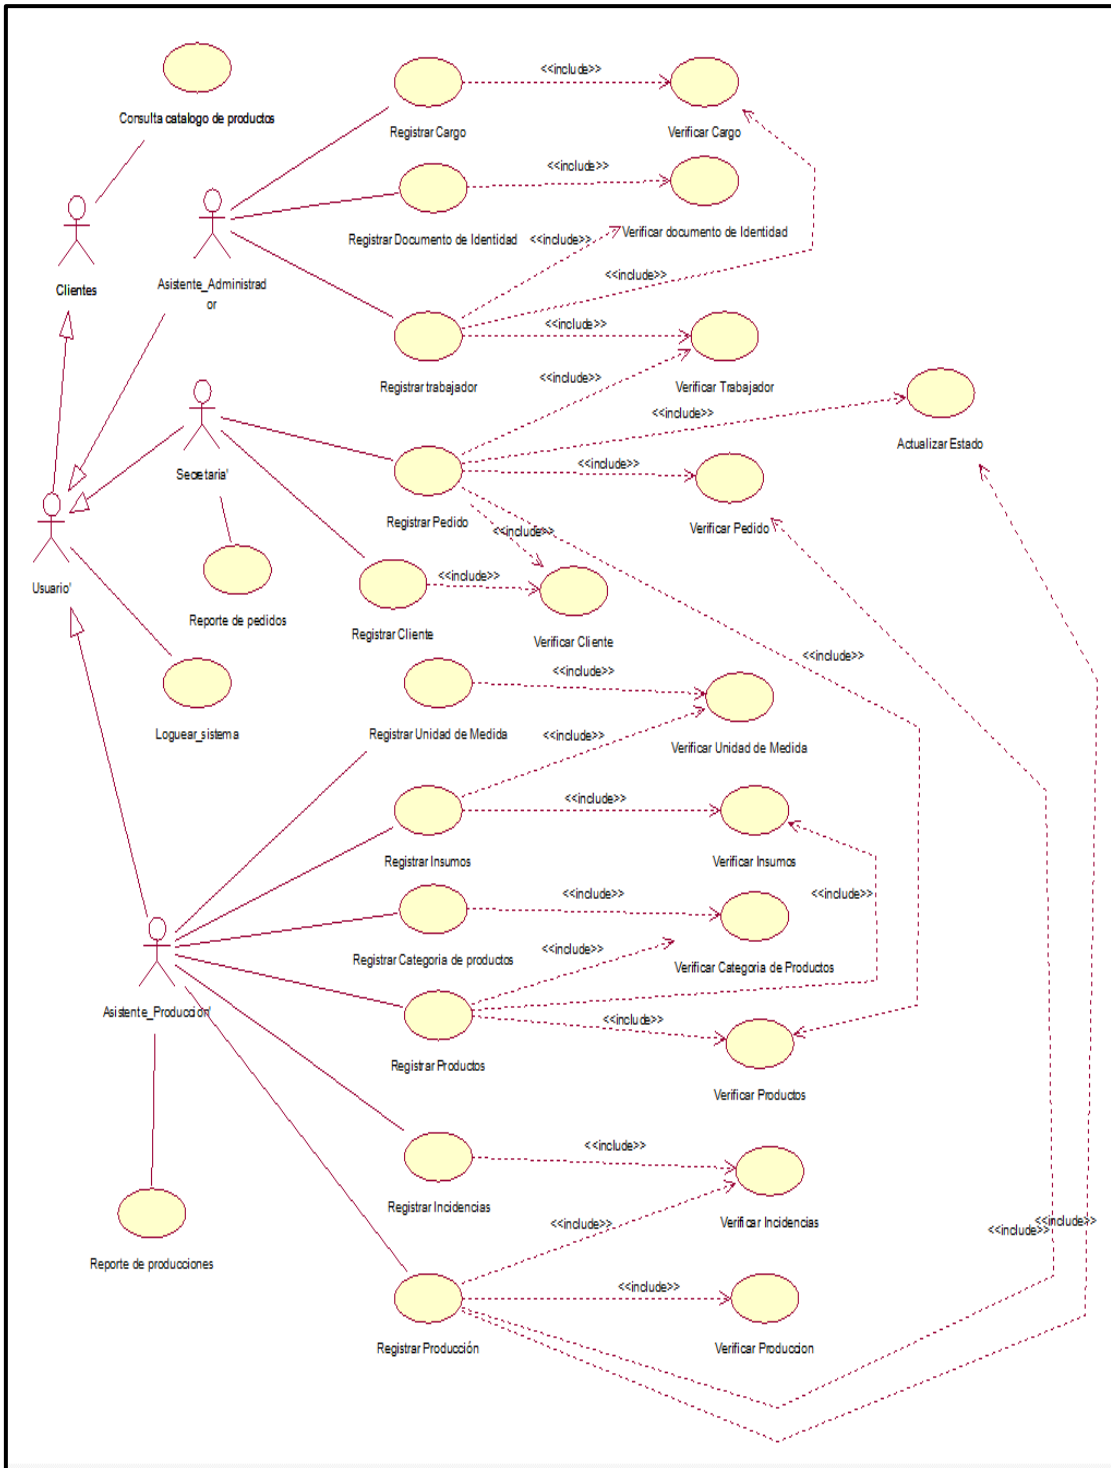 Consulta catalogo de productos
<<include>>
Registrar Cargo
Verificar Cargo
<<include>>
Registrar Documento de Identidad
<<include>>
Verificar documento de Identidad
Clientes
Asistente_Administrad
or
<<include>>
<<include>>
Registrar trabajador
Verificar Trabajador
<<include>>
<<include>>
Actualizar Estado
Secretaria'
<<include>>
Registrar Pedido
Verificar Pedido
<<include>>
Usuario'
<<include>>
Reporte de pedidos
Registrar Cliente
Verificar Cliente
<<include>>
<<include>>
Loguear_sistema
Registrar Unidad de Medida
<<include>>
Verificar Unidad de Medida
<<include>>
Registrar Insumos
Verificar Insumos
<<include>>
<<include>>
<<include>>
Registrar Categoria de productos
Verificar Categoria de Productos
Asistente_Produccion'
<<include>>
Registrar Productos
Verificar Productos
<<include>>
Registrar Incidencias
<<include>>
Verificar Incidencias
<<include>>
<<include>>
Reporte de producciones
<<include>>
Registrar Producción
Verificar Produccion